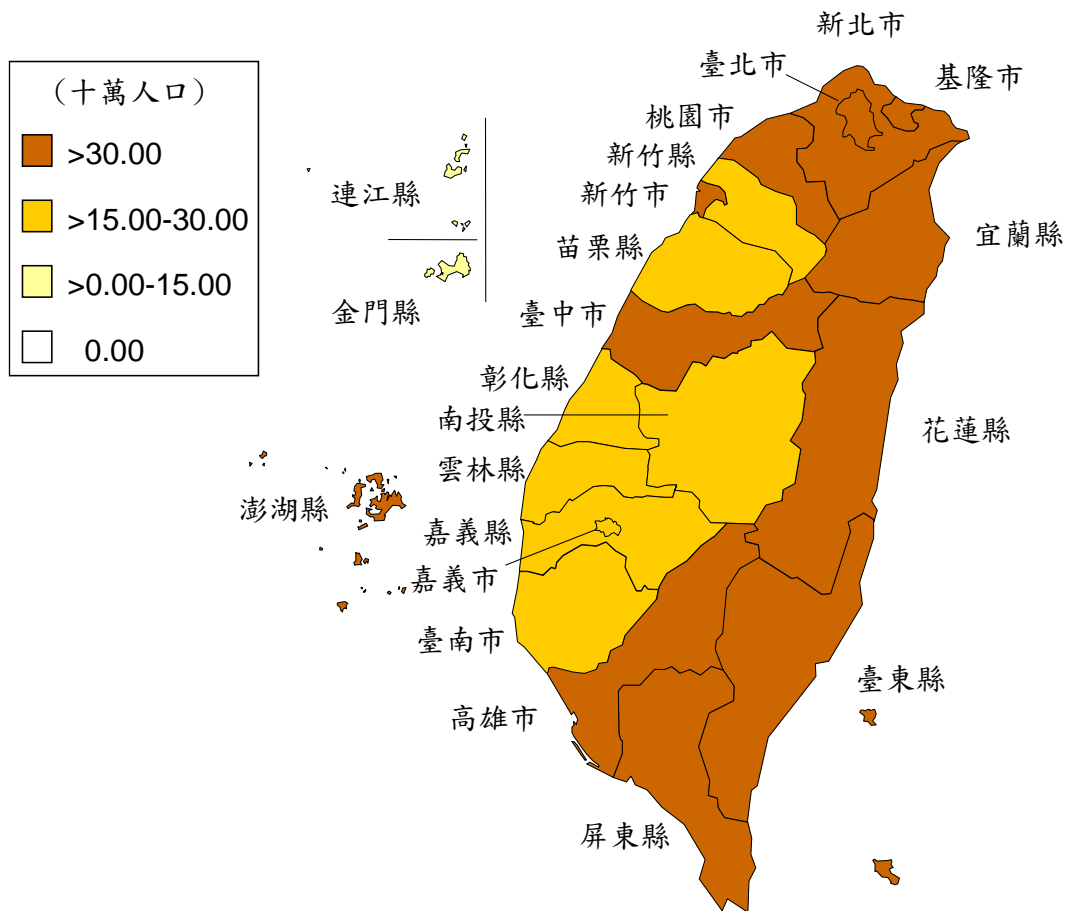 (十萬人口)
>30.00
>15.00-30.00
>0.00-15.00
0.00
新北市
臺北市
基隆市
桃園市
新竹縣
新竹市
連江縣
苗栗縣
宜蘭縣
金門縣
臺中市
彰化縣
南投縣
花蓮縣
雲林縣
澎湖縣
嘉義縣
嘉義市
臺南市
臺東縣
高雄市
屏東縣